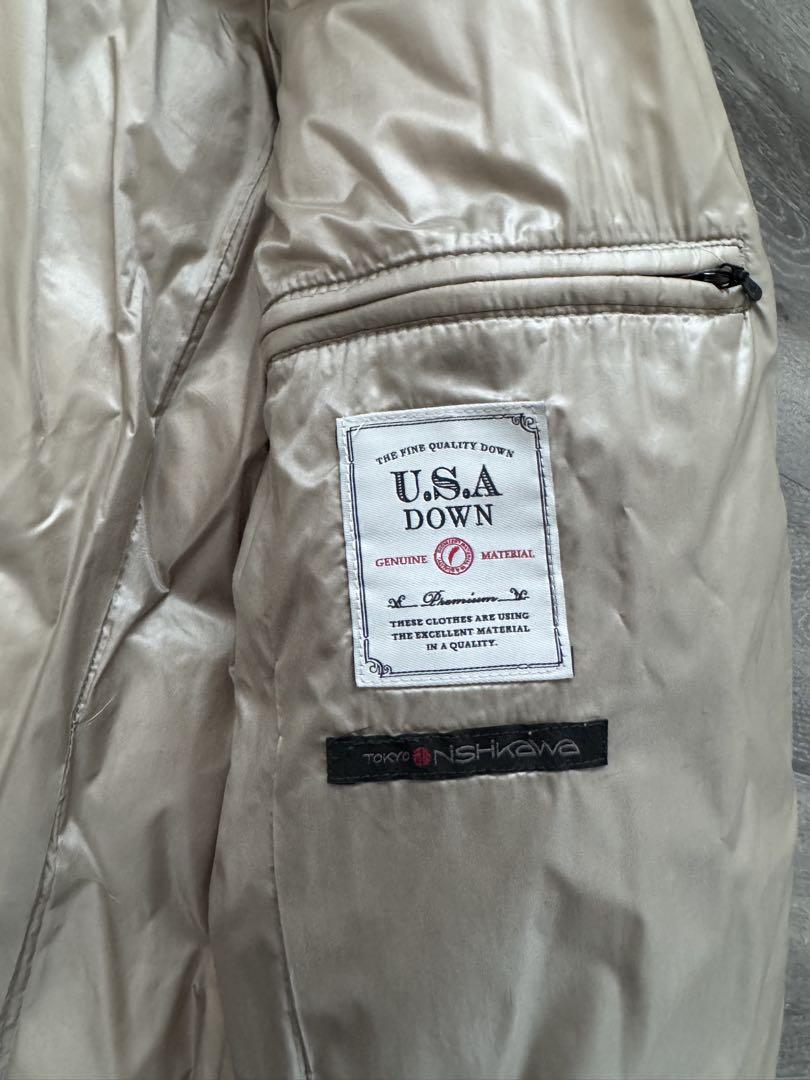 THE FINE QUALITY DOWN
U.S.A
DOWN
GENUINE MATERIAL
Premium
THESE CLOTHES ARE USING
THE EXCELLENT MATERIAL
IN A QUALITY.
TOKYO NiSHiKawa